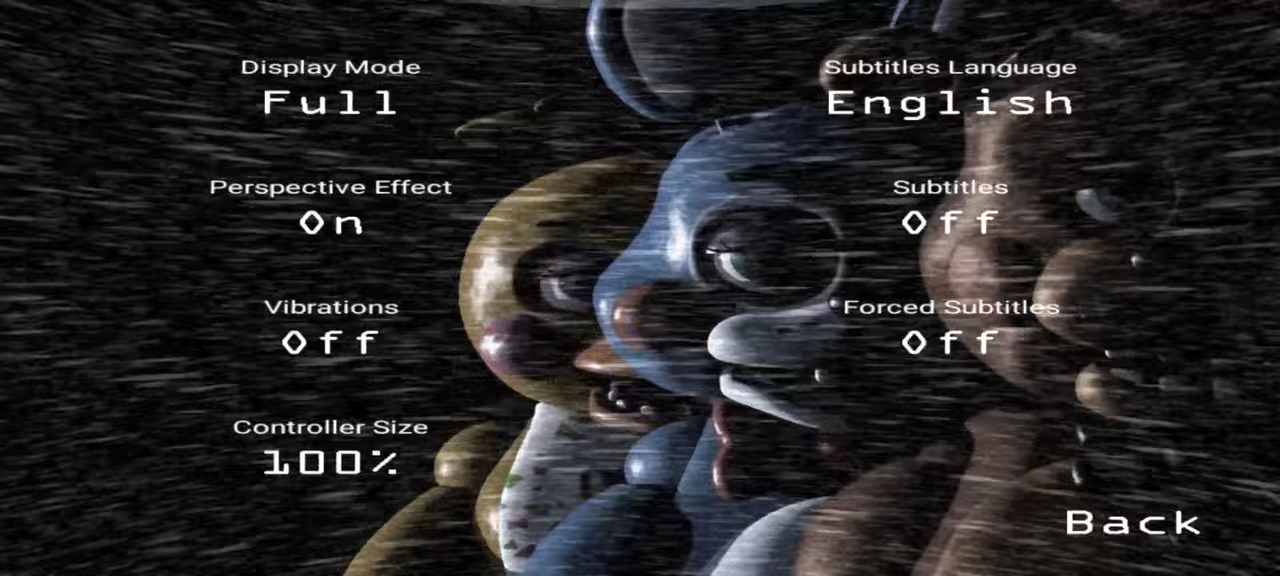 Display Mode
Full
Perspective Effect
On
Vibrations
Off
Controller Size
100%
Subtitles Language
English
Subtitles
Off
Forced Subtitles
Off
Back